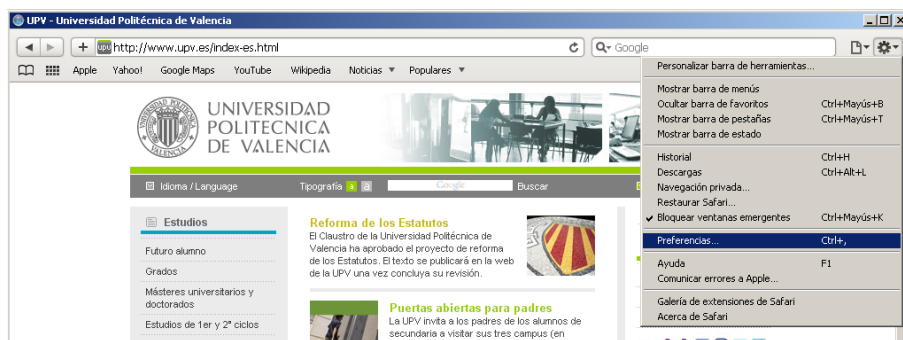 UPV - Universidad Politécnica de Valencia
http://www.upv.es/index-es.html
Google
Apple Yahoo! Google Maps YouTube Wikipedia Noticias Populares
Personalizar barra de herramientas...
Mostrar barra de menús
Ocultar barra de favoritos Ctrl+Mayús+B
Mostrar barra de pestañas Ctrl+Mayús+T
Mostrar barra de estado
Historial Ctrl+H
Descargas Ctrl+Alt+L
Navegación privada...
Restaurar Safari...
Bloquear ventanas emergentes Ctrl+Mayús+K
Preferencias... Ctrl+,
Ayuda F1
Comunicar errores a Apple...
Galería de extensiones de Safari
Acerca de Safari
UNIVERSIDAD
POLITECNICA
DE VALENCIA
Idioma / Language Tipografía a a Google Buscar
Estudios
Futuro alumno
Grados
Másteres universitarios y
doctorados
Estudios de 1er y 2º ciclos
Reforma de los Estatutos
El Claustro de la Universidad Politécnica de
Valencia ha aprobado el proyecto de reforma
de los Estatutos. El texto se publicará en la web
de la UPV una vez concluya su revisión.
Puertas abiertas para padres
La UPV invita a los padres de los alumnos de
secundaria a visitar sus tres campus (en